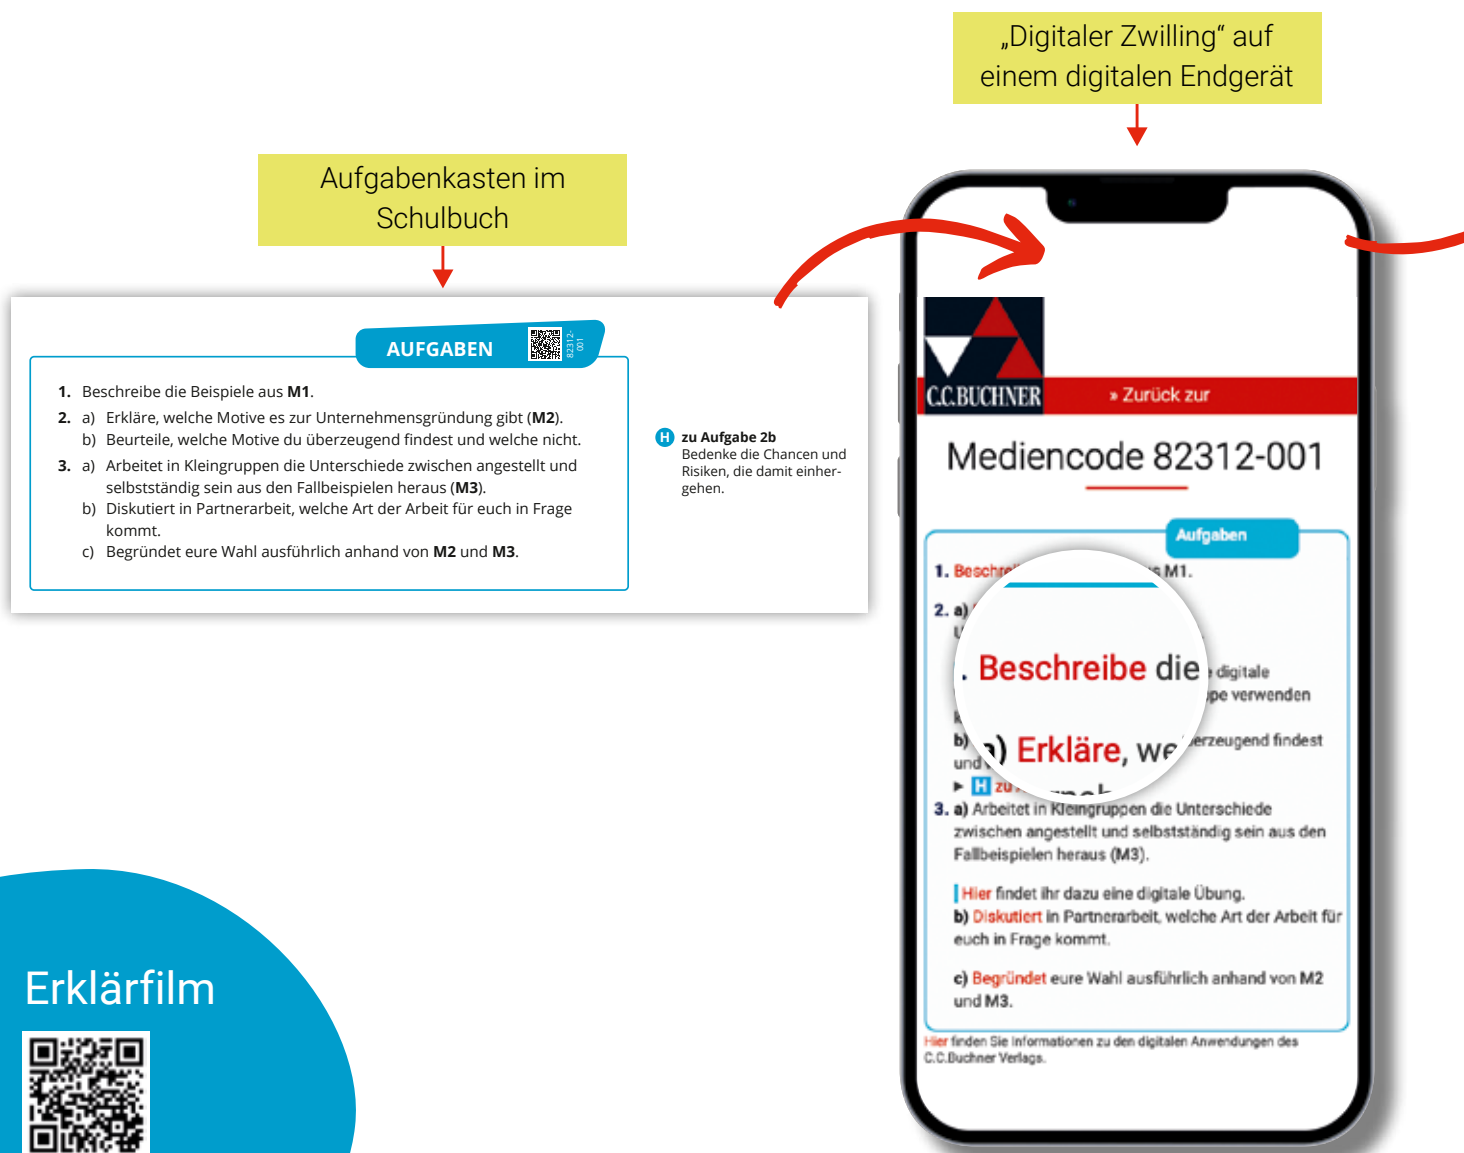 „Digitaler Zwilling“ auf
einem digitalen Endgerät
Aufgabenkasten im
Schulbuch
AUFGABEN
82312-
001
1. Beschreibe die Beispiele aus M1.
2. a) Erkläre, welche Motive es zur Unternehmensgründung gibt (M2).
b) Beurteile, welche Motive du überzeugend findest und welche nicht.
3. a) Arbeitet in Kleingruppen die Unterschiede zwischen angestellt und
selbstständig sein aus den Fallbeispielen heraus (M3).
b) Diskutiert in Partnerarbeit, welche Art der Arbeit für euch in Frage
kommt.
c) Begründet eure Wahl ausführlich anhand von M2 und M3.
H zu Aufgabe 2b
Bedenke die Chancen und
Risiken, die damit einher-
gehen.
C.C.BUCHNER
» Zurück zur
Mediencode 82312-001
Aufgaben
1. M1.
2. a)
digitale
verwenden
b) findest
und
H zu
. Beschreibe die
a) Erkläre,
3. a) Arbeitet in Kleingruppen die Unterschiede
zwischen angestellt und selbstständig sein aus den
Fallbeispielen heraus (M3).
Hier findet ihr dazu eine digitale Übung.
b) Diskutiert in Partnerarbeit, welche Art der Arbeit für
euch in Frage kommt.
c) Begründet eure Wahl ausführlich anhand von M2
und M3.
Hier finden Sie Informationen zu den digitalen Anwendungen des
C.C.Buchner Verlags.
Erklärfilm